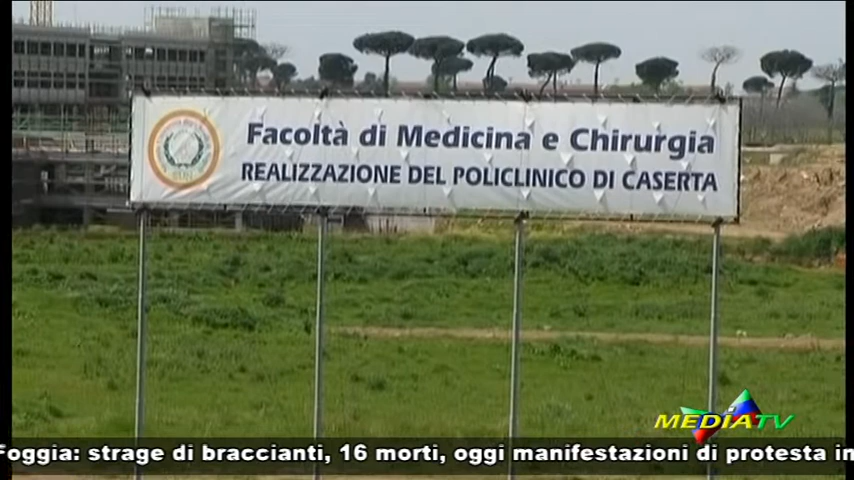 Facoltà di Medicina e Chirurgia
REALIZZAZIONE DEL POLICLINICO DI CASERTA
MEDIATV
Foggia: strage di braccianti, 16 morti, oggi manifestazioni di protesta in